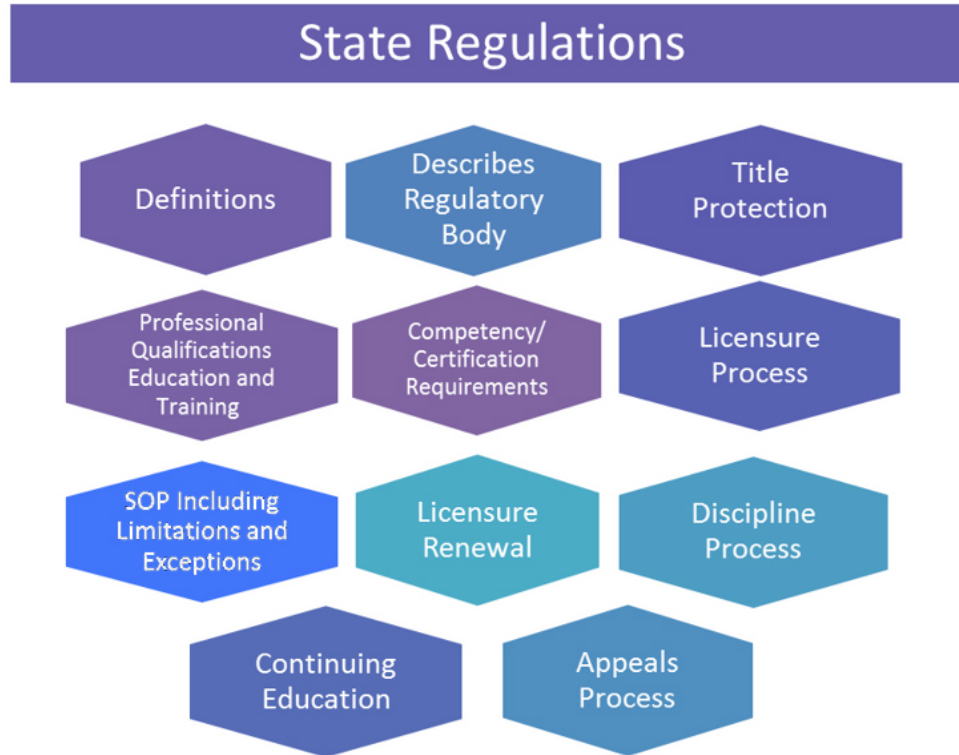 State Regulations
Definitions
Describes
Regulatory
Body
Title
Protection
Professional
Qualifications
Education and
Training
Competency/
Certification
Requirements
Licensure
Process
SOP Including
Limitations and
Exceptions
Licensure
Renewal
Discipline
Process
Continuing
Education
Appeals
Process